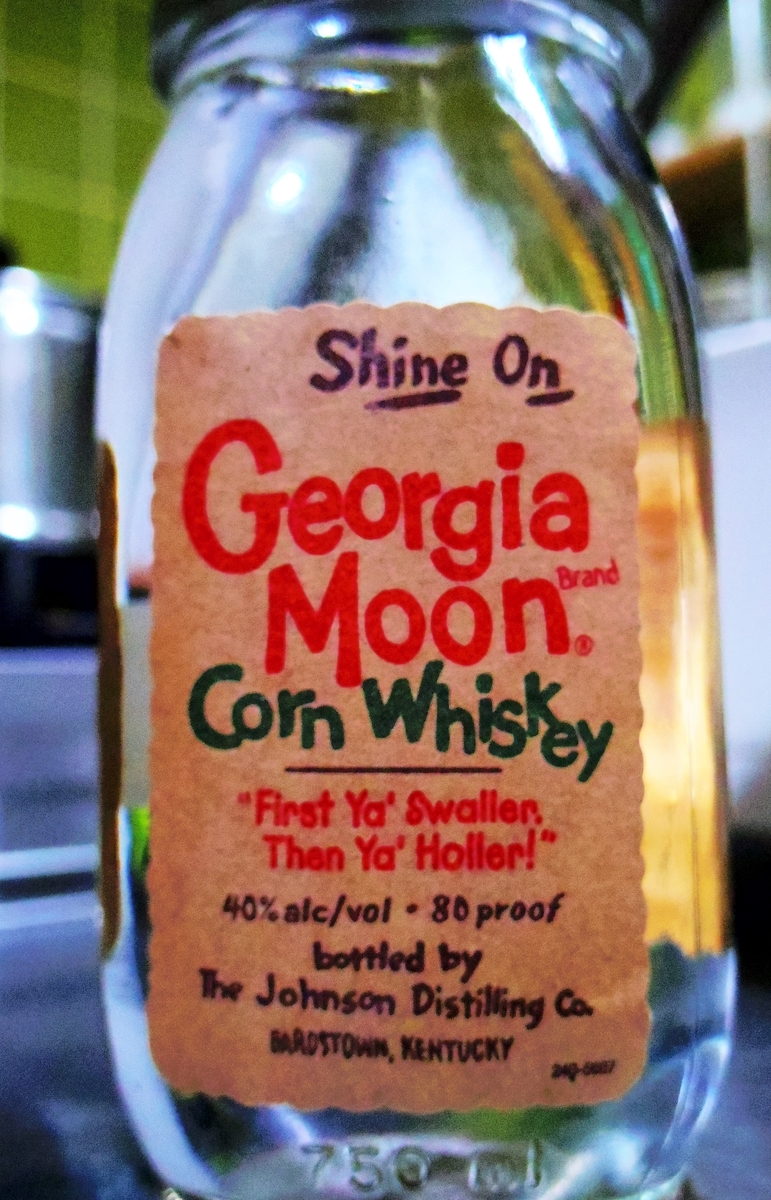 Shine On
Georgia
Moon Brand ®
Corn Whiskey
"First Ya' Swaller,
Then Ya' Holler!"
40% alc/vol • 80 proof
bottled by
The Johnson Distilling Co.
BARDSTOWN, KENTUCKY
750 ml